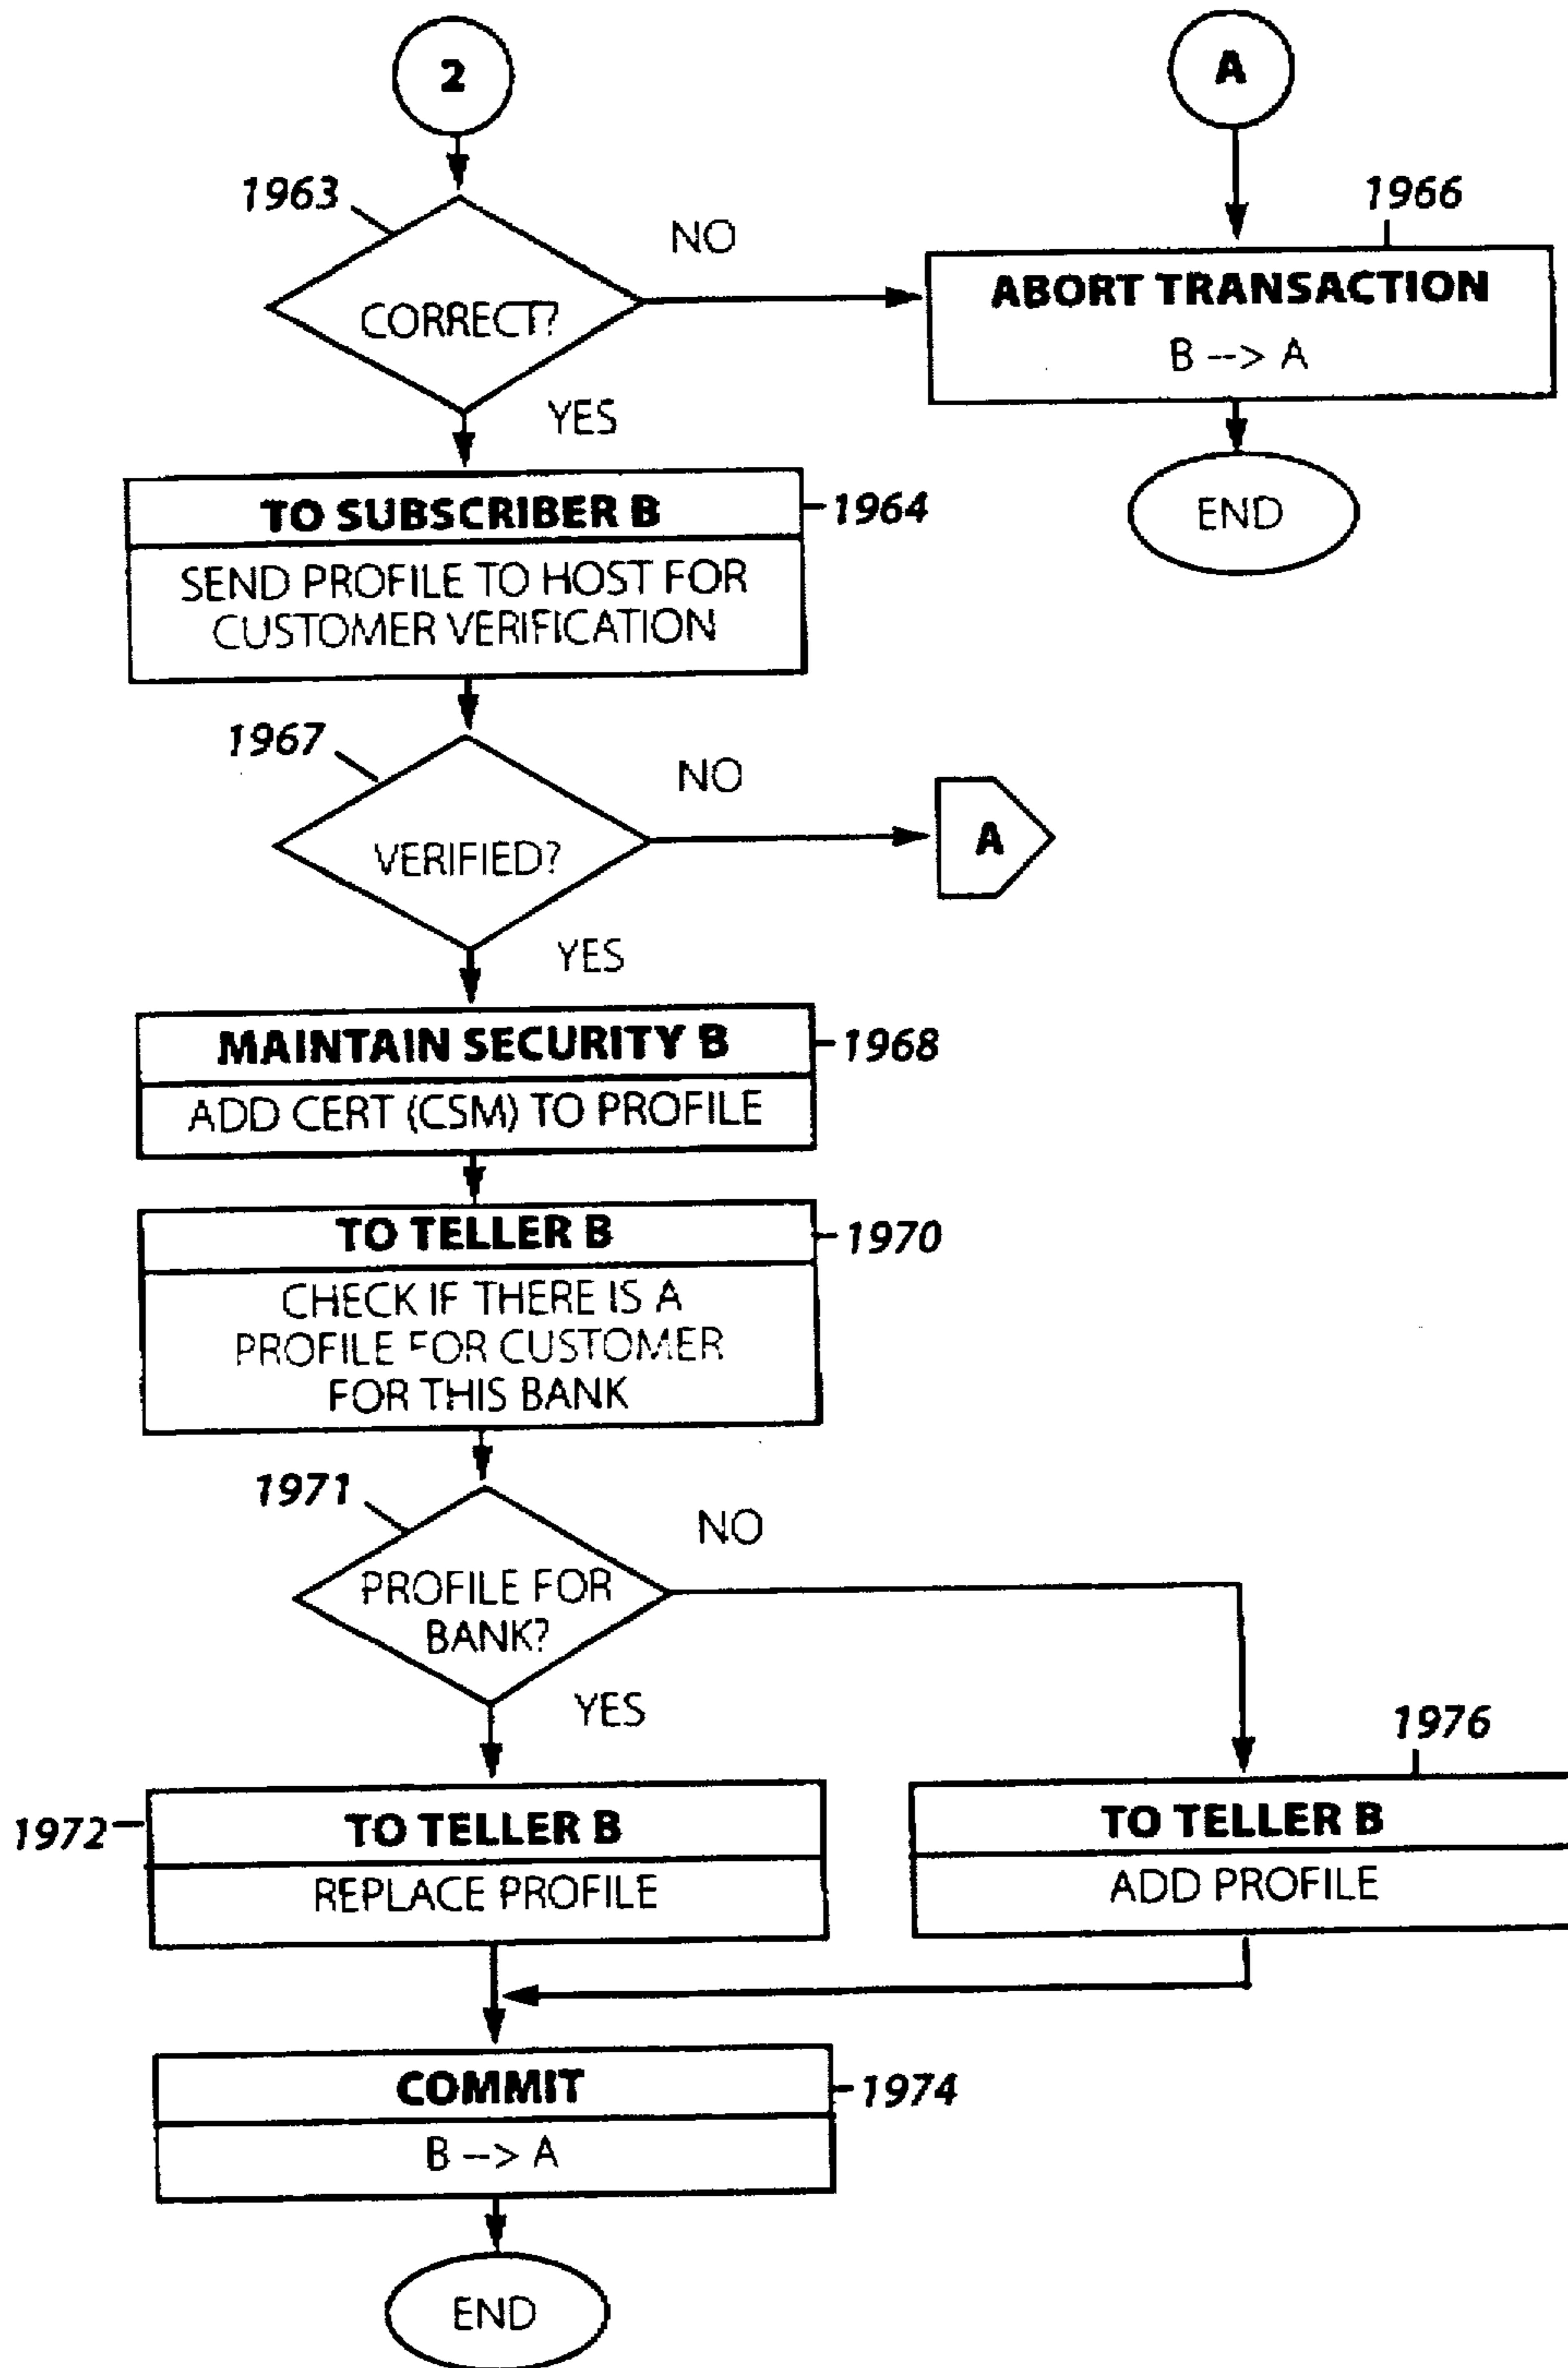 2
A
1963
NO
1966
CORRECT?
ABORT TRANSACTION
B --> A
YES
END
TO SUBSCRIBER B
1964
SEND PROFILE TO HOST FOR
CUSTOMER VERIFICATION
1967
NO
VERIFIED?
A
YES
MAINTAIN SECURITY B
1968
ADD CERT (CSM) TO PROFILE
TO TELLER B
1970
CHECK IF THERE IS A
PROFILE FOR CUSTOMER
FOR THIS BANK
1971
NO
PROFILE FOR
BANK?
YES
1972
TO TELLER B
REPLACE PROFILE
1976
TO TELLER B
ADD PROFILE
COMMIT
1974
B --> A
END